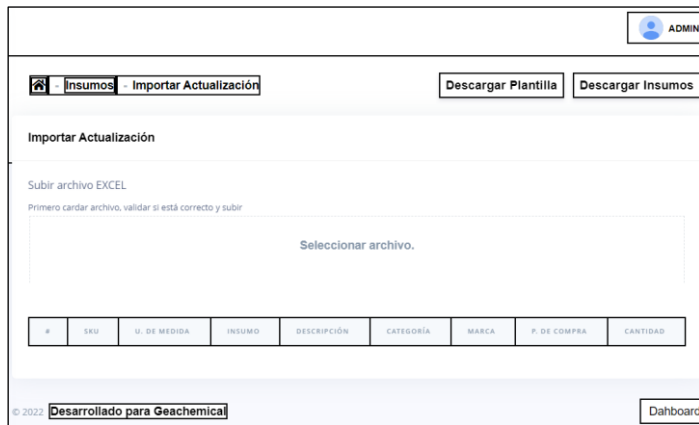 ADMIN
- Insumos - Importar Actualización Descargar Plantilla Descargar Insumos
Importar Actualización
Subir archivo EXCEL
Primero cardar archivo, validar si está correcto y subir
Seleccionar archivo.
# SKU U. DE MEDIDA INSUMO DESCRIPCIÓN CATEGORÍA MARCA P. DE COMPRA CANTIDAD
© 2022 Desarrollado para Geachemical Dahboard